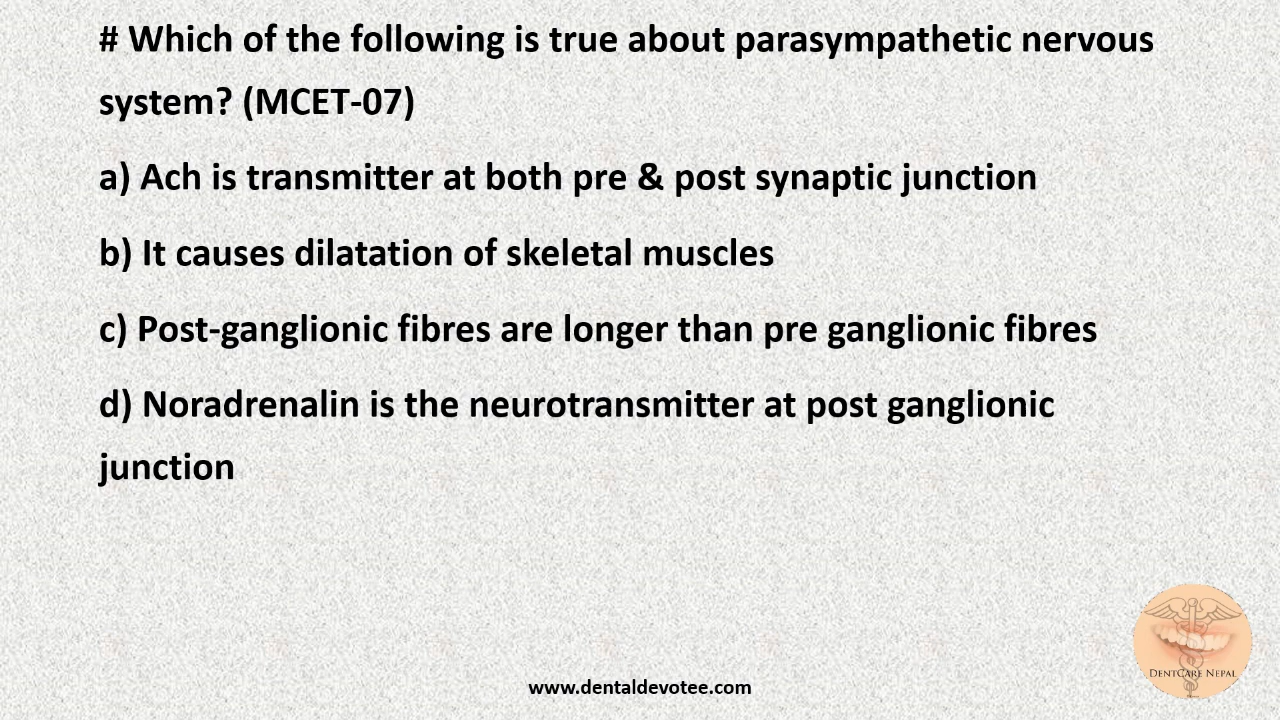 # Which of the following is true about parasympathetic nervous
system? (MCET-07)
a) Ach is transmitter at both pre & post synaptic junction
b) It causes dilatation of skeletal muscles
c) Post-ganglionic fibres are longer than pre ganglionic fibres
d) Noradrenalin is the neurotransmitter at post ganglionic
junction
DENTCARE NEPAL
www.dentaldevotee.com